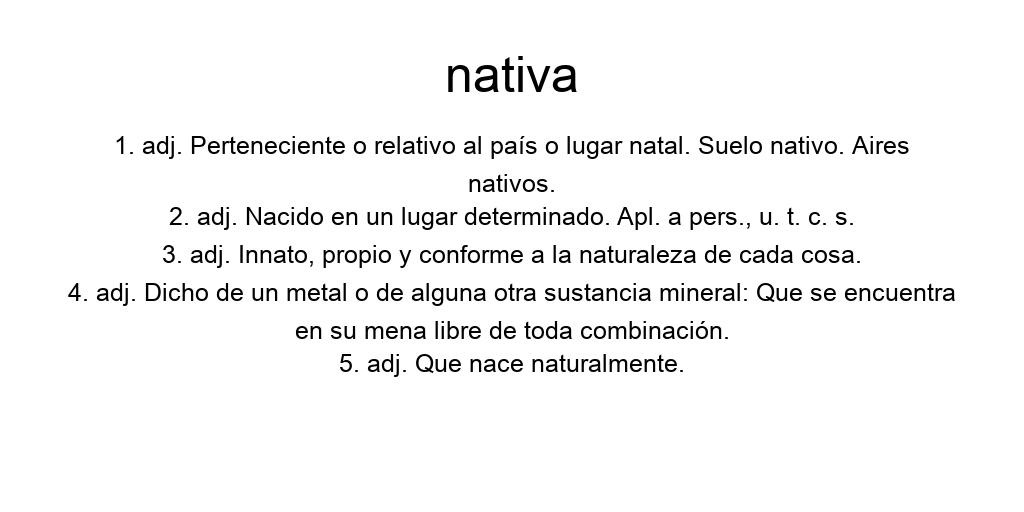 nativa
1. adj. Perteneciente o relativo al país o lugar natal. Suelo nativo. Aires
nativos.
2. adj. Nacido en un lugar determinado. Apl. a pers., u. t. c. s.
3. adj. Innato, propio y conforme a la naturaleza de cada cosa.
4. adj. Dicho de un metal o de alguna otra sustancia mineral: Que se encuentra
en su mena libre de toda combinación.
5. adj. Que nace naturalmente.